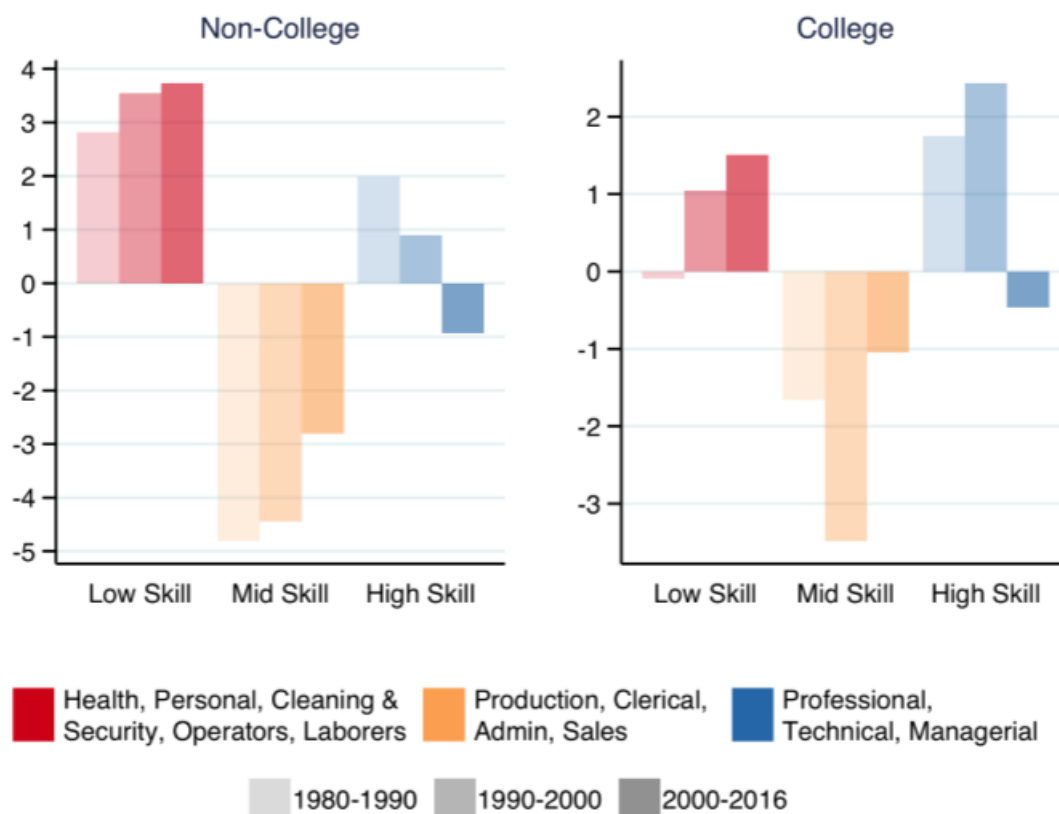 Non-College
College
4
3
2
1
0
-1
-2
-3
-4
-5
Low Skill Mid Skill High Skill
2
1
0
-1
-2
-3
Low Skill Mid Skill High Skill
Health, Personal, Cleaning &
Security, Operators, Laborers
Production, Clerical,
Admin, Sales
Professional,
Technical, Managerial
1980-1990 1990-2000 2000-2016